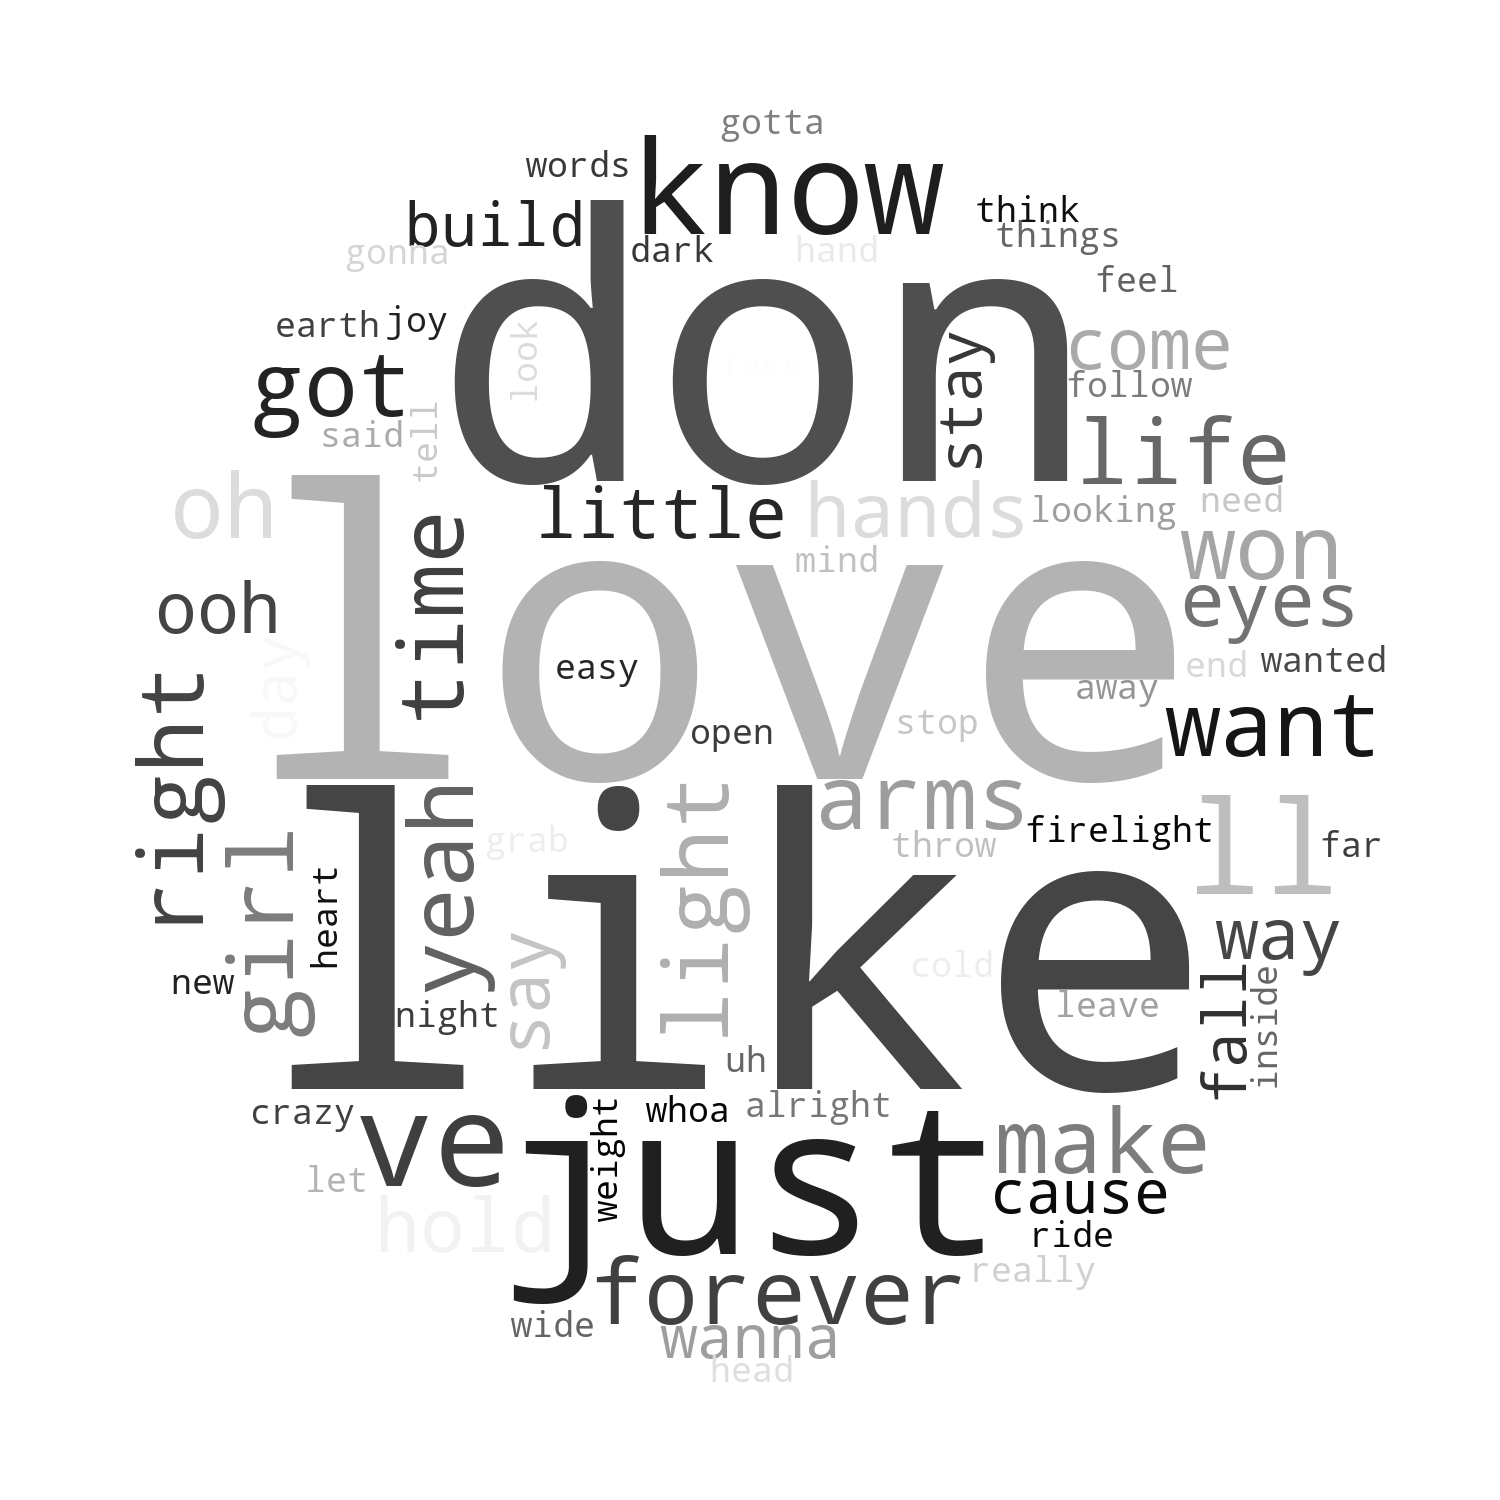 gotta
words
know
build
think
things
gonna
dark
hand
feel
don
earth
joy
look
face
stay
come
got
follow
said
tell
life
oh
time
little
hands
looking
need
won
mind
love
ooh
eyes
day
easy
away
end
wanted
right
open
stop
want
girl
yeah
light
arms
grab
throw
firelight
ll
far
heart
like
way
new
night
say
cold
leave
fall
inside
uh
crazy
ve
weight
whoa
alright
just
make
let
cause
hold
ride
forever
really
wide
wanna
head